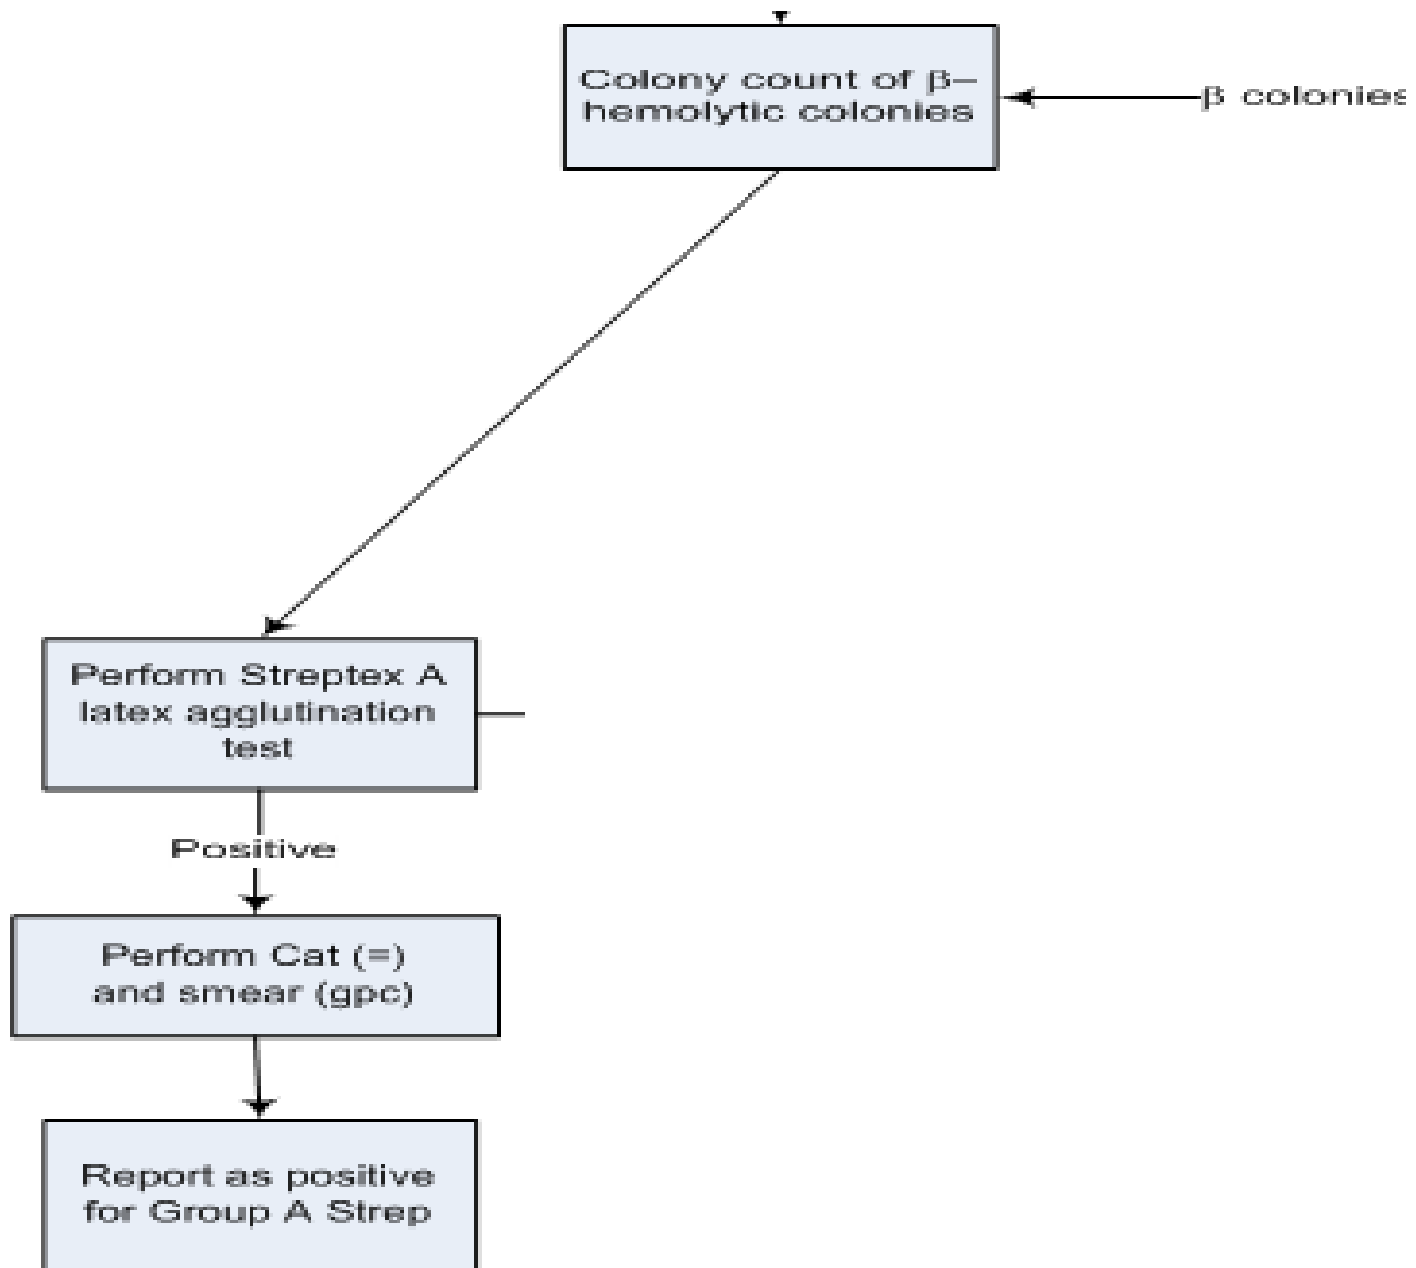 Colony count of β–
hemolytic colonies
β colonies
Perform Streptex A
latex agglutination
test
Positive
Perform Cat (=)
and smear (gpc)
Report as positive
for Group A Strep